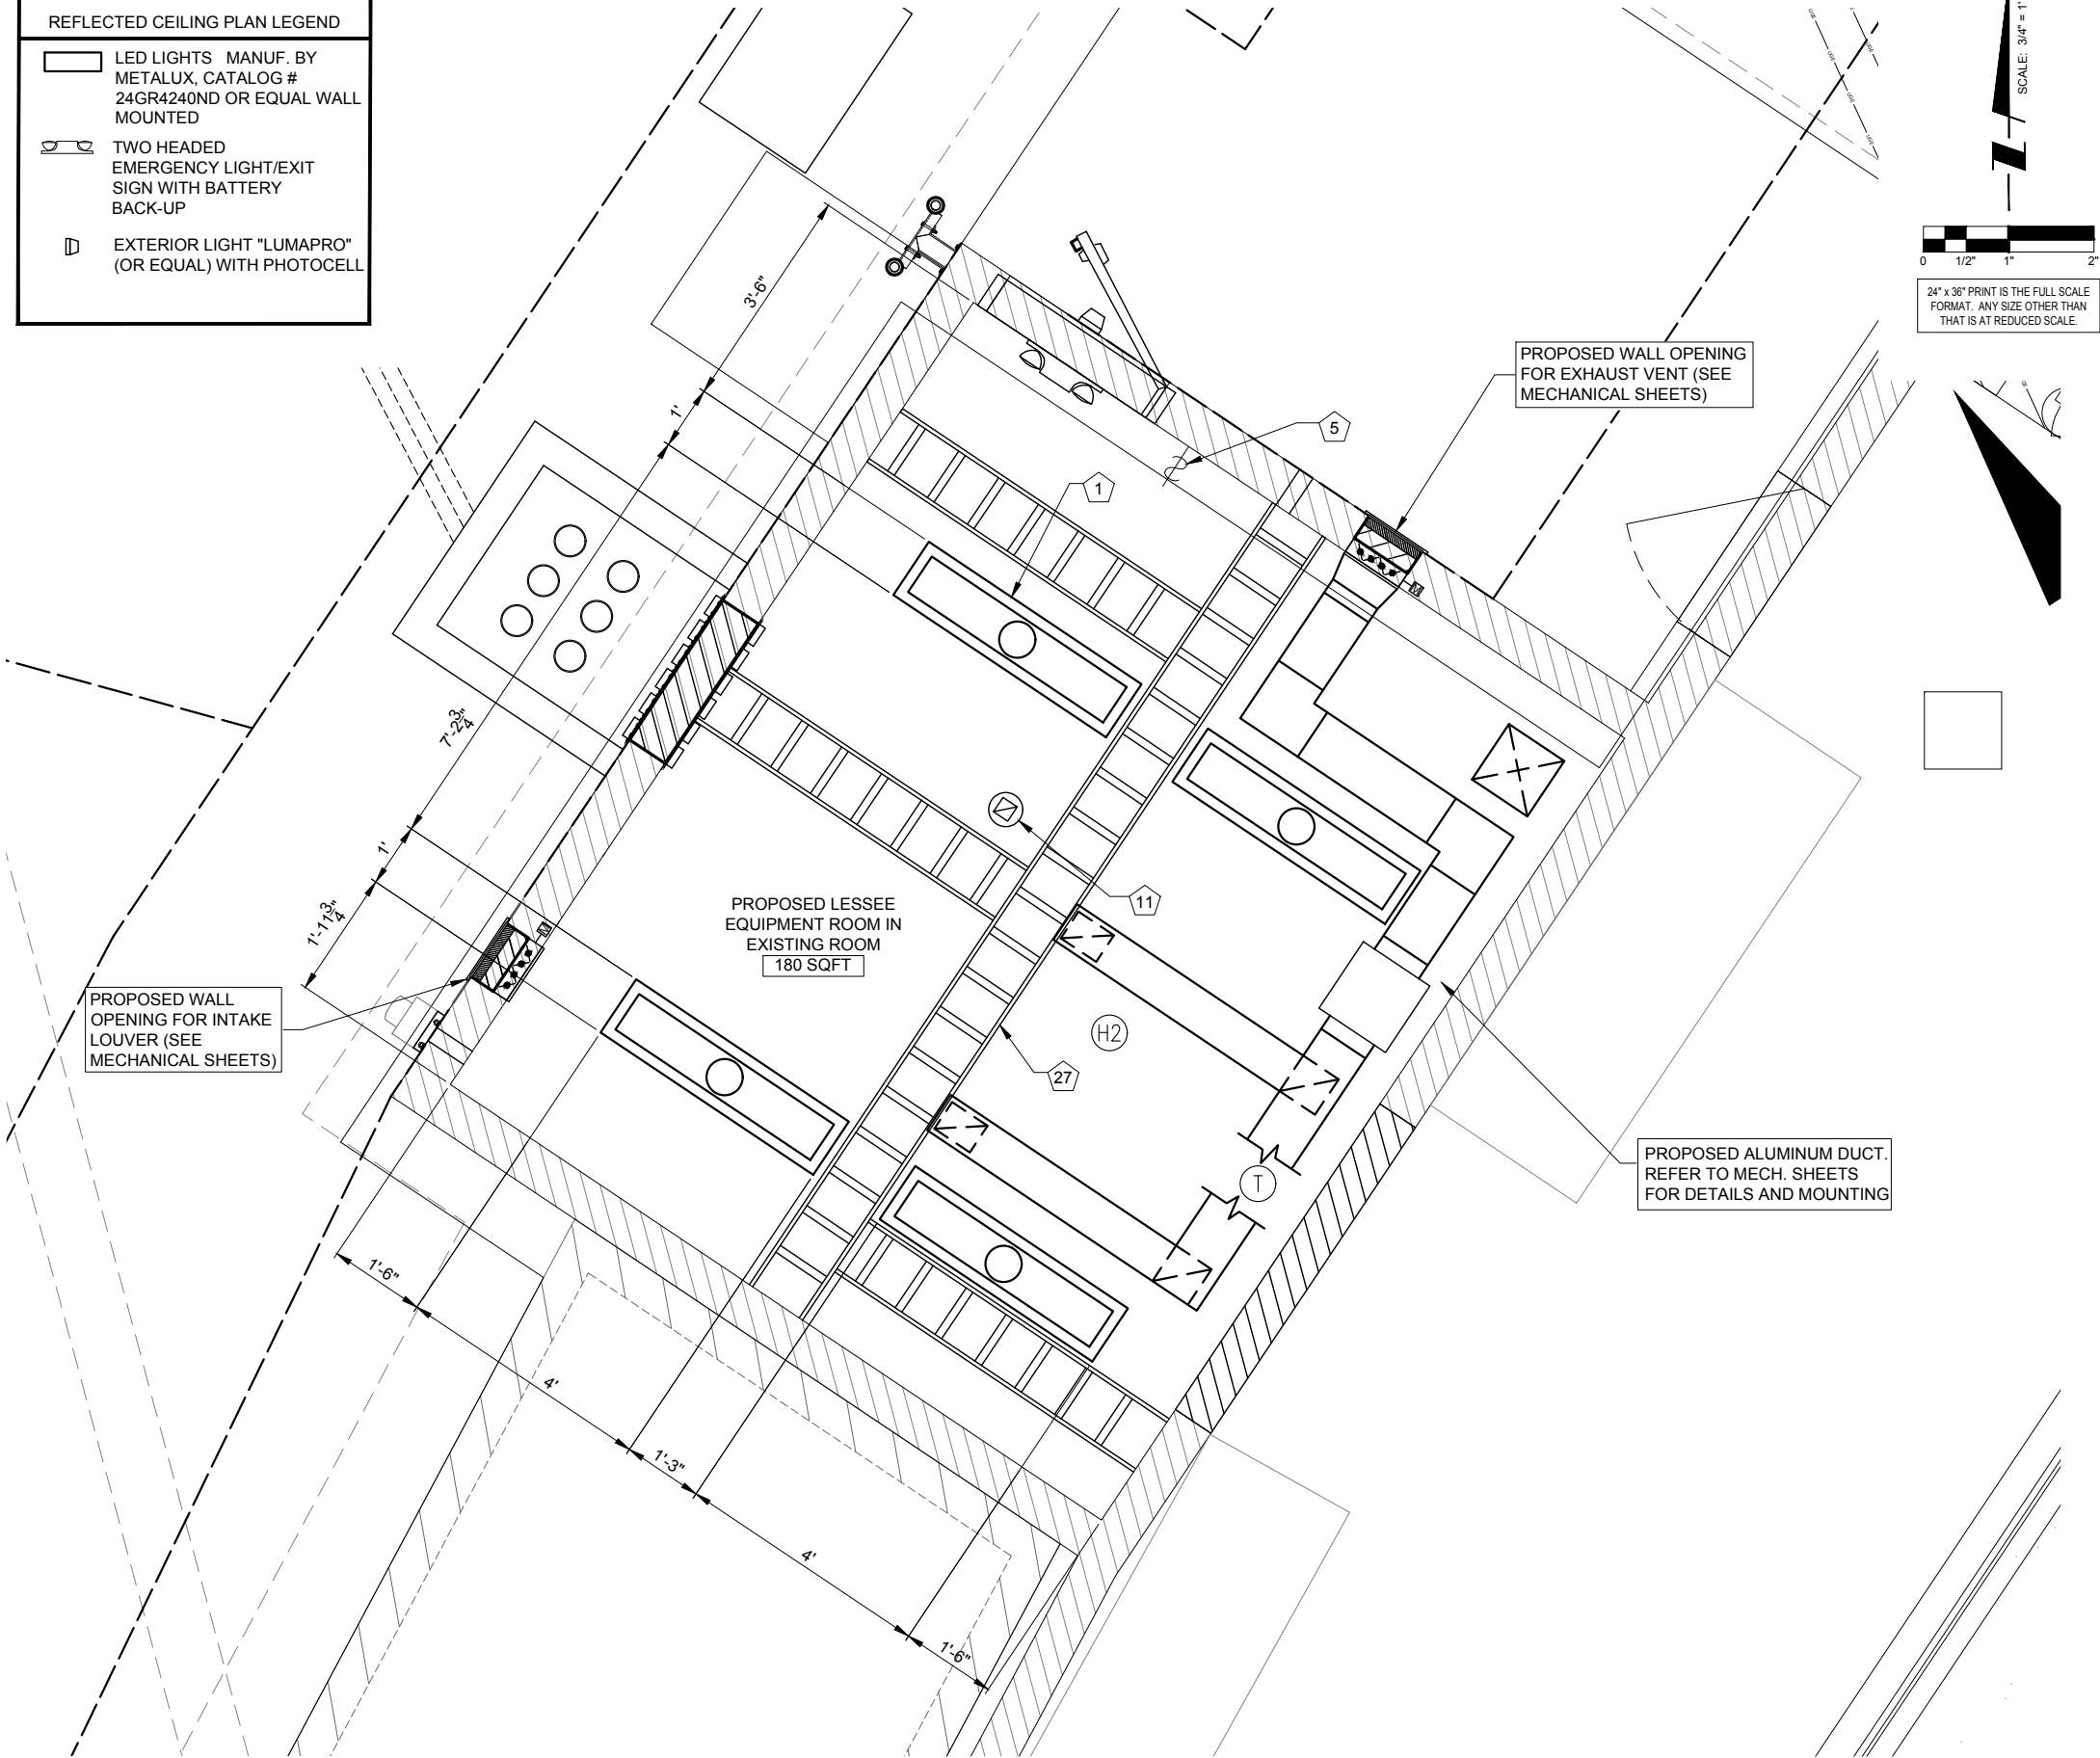 REFLECTED CEILING PLAN LEGEND
LED LIGHTS MANUF. BY
METALUX, CATALOG #
24GR4240ND OR EQUAL WALL
MOUNTED
TWO HEADED
EMERGENCY LIGHT/EXIT
SIGN WITH BATTERY
BACK-UP
EXTERIOR LIGHT "LUMAPRO"
(OR EQUAL) WITH PHOTOCELL
SCALE: 3/4" = 1'
0 1/2" 1" 2"
24" x 36" PRINT IS THE FULL SCALE
FORMAT. ANY SIZE OTHER THAN
THAT IS AT REDUCED SCALE.
UGE
UGE
UGE
UGE
UGE
PROPOSED WALL OPENING
FOR EXHAUST VENT (SEE
MECHANICAL SHEETS)
3'-6"
1'
5
1
M
7'-2 3/4"
1'
1'-11 3/4"
M
11
PROPOSED LESSEE
EQUIPMENT ROOM IN
EXISTING ROOM
180 SQFT
PROPOSED WALL
OPENING FOR INTAKE
LOUVER (SEE
MECHANICAL SHEETS)
H2
27
T
PROPOSED ALUMINUM DUCT.
REFER TO MECH. SHEETS
FOR DETAILS AND MOUNTING
1'-6"
4'
1'-3"
4'
1'-6"